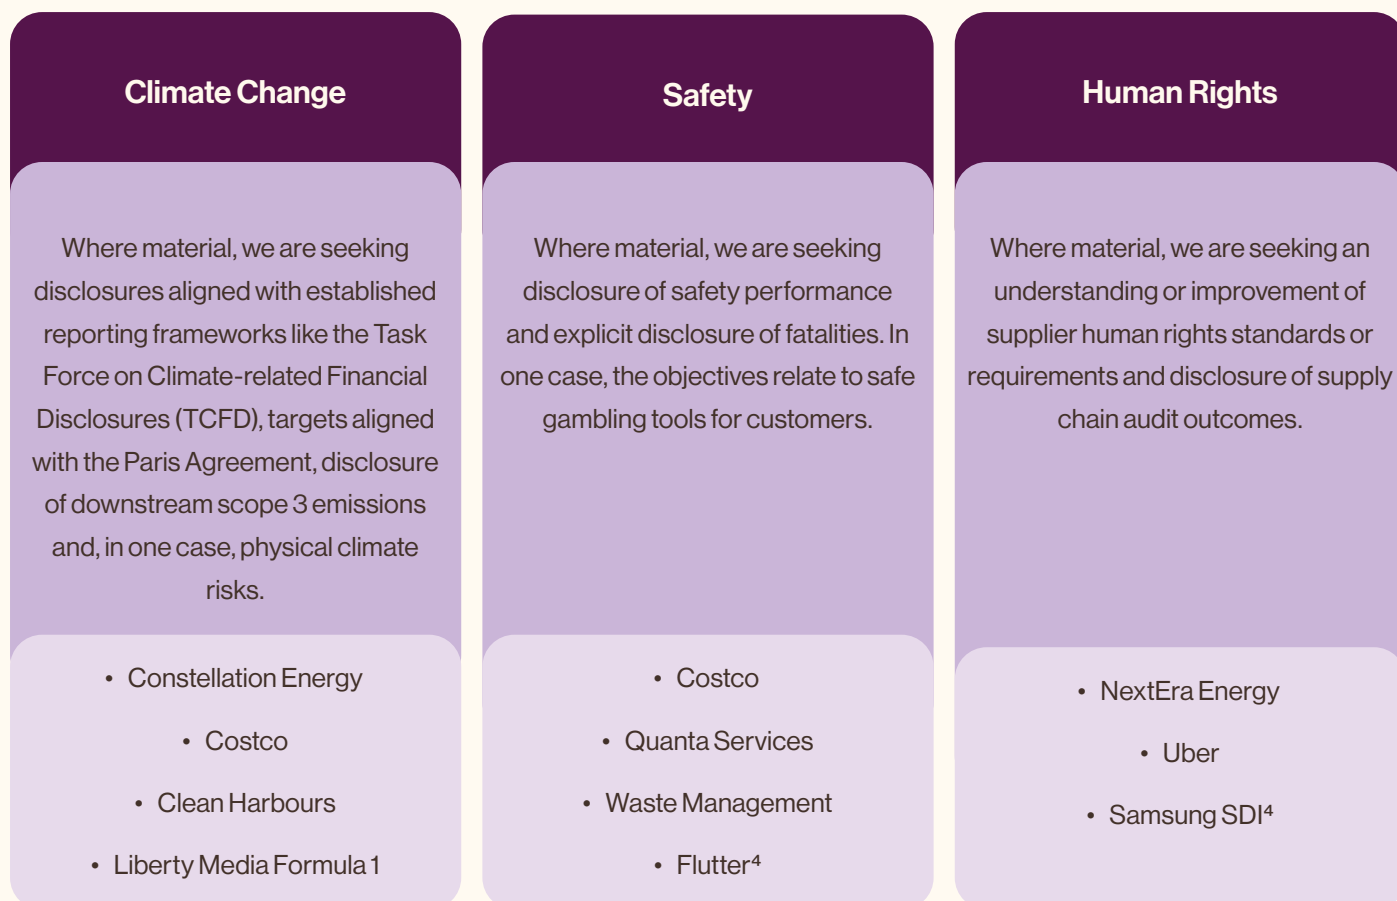 Climate Change
Where material, we are seeking
disclosures aligned with established
reporting frameworks like the Task
Force on Climate-related Financial
Disclosures (TCFD), targets aligned
with the Paris Agreement, disclosure
of downstream scope 3 emissions
and, in one case, physical climate
risks.
• Constellation Energy
• Costco
• Clean Harbours
• Liberty Media Formula 1
Safety
Where material, we are seeking
disclosure of safety performance
and explicit disclosure of fatalities. In
one case, the objectives relate to safe
gambling tools for customers.
• Costco
• Quanta Services
• Waste Management
• Flutter⁴
Human Rights
Where material, we are seeking an
understanding or improvement of
supplier human rights standards or
requirements and disclosure of supply
chain audit outcomes.
• NextEra Energy
• Uber
• Samsung SDI⁴